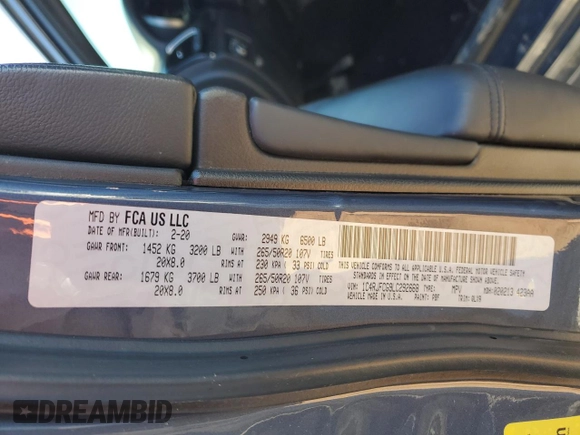 MFD BY FCA US LLC
DATE OF MFR(BUILT): 2-20 GVWR: 2949 KG 6500 LB
GAWR FRONT: 1452 KG 3200 LB WITH 265/50R20 107V TIRES
20X8.0 RIMS AT 230 KPA ( 33 PSI) COLD
GAWR REAR: 1679 KG 3700 LB WITH 265/50R20 107V TIRES
20X8.0 RIMS AT 250 KPA ( 36 PSI) COLD
THIS VEHICLE CONFORMS TO ALL APPLICABLE U.S.A. FEDERAL MOTOR VEHICLE SAFETY
STANDARDS IN EFFECT ON THE DATE OF MANUFACTURE SHOWN ABOVE.
VIN: TYPE: MPV MDH: 020213
PAINT: PBF TRIM:
DREAMBID